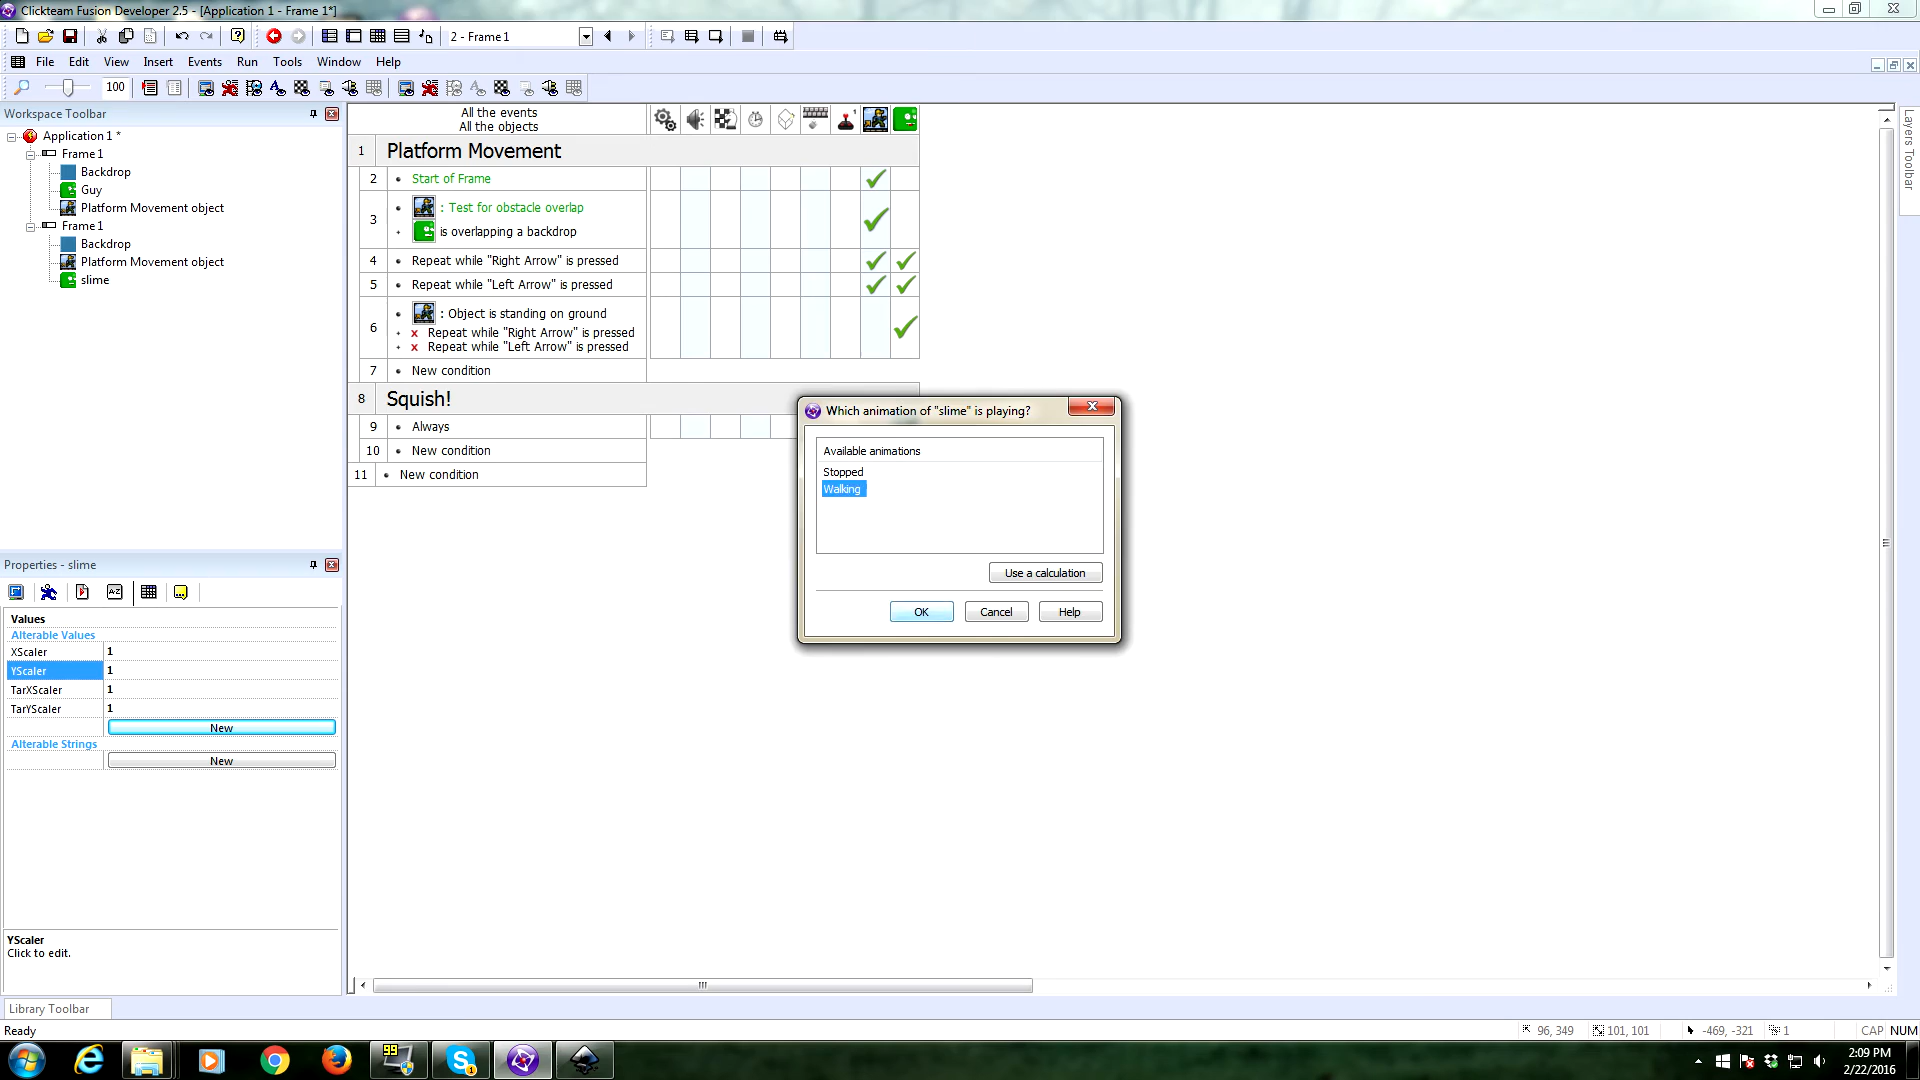 Clickteam Fusion Developer 2.5 - [Application 1 - Frame 1*]
2 - Frame 1
File Edit View Insert Events Run Tools Window Help
100
Workspace Toolbar
Application 1 *
Frame 1
Backdrop
Guy
Platform Movement object
Frame 1
Backdrop
Platform Movement object
slime
All the events
All the objects
1 Platform Movement
2 Start of Frame
3 : Test for obstacle overlap
is overlapping a backdrop
4 Repeat while "Right Arrow" is pressed
5 Repeat while "Left Arrow" is pressed
6 : Object is standing on ground
X Repeat while "Right Arrow" is pressed
X Repeat while "Left Arrow" is pressed
7 New condition
8 Squish!
9 Always
10 New condition
11 New condition
Which animation of "slime" is playing?
Available animations
Stopped
Walking
Use a calculation
OK Cancel Help
Layers Toolbar
Properties - slime
Values
Alterable Values
XScaler 1
YScaler 1
TarXScaler 1
TarYScaler 1
New
Alterable Strings
New
YScaler
Click to edit.
Library Toolbar
Ready
96, 349 101, 101 -469, -321 1 CAP NUM
99
1
2:09 PM
2/22/2016